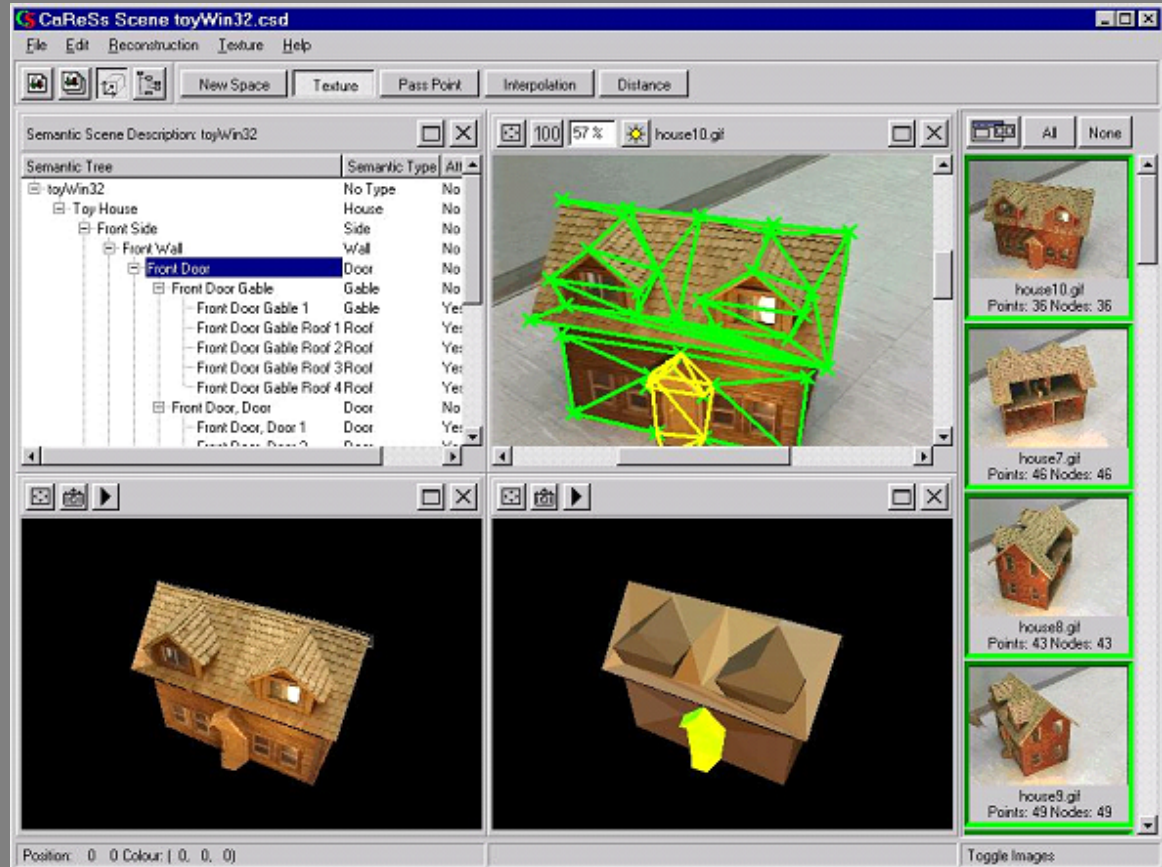 CaReSs Scene toyWin32.csd
File Edit Reconstruction Texture Help
New Space Texture Pass Point Interpolation Distance
Semantic Scene Description: toyWin32
Semantic Tree Semantic Type Att
toyWin32 No Type No
Toy House House No
Front Side Side No
Front Wall Wall No
Front Door Door No
Front Door Gable Gable No
Front Door Gable 1 Gable Yes
Front Door Gable Roof 1 Roof Yes
Front Door Gable Roof 2 Roof Yes
Front Door Gable Roof 3 Roof Yes
Front Door Gable Roof 4 Roof Yes
Front Door, Door Door No
Front Door, Door 1 Door Yes
100 57 % house10.gif
All None
house10.gif
Points: 36 Nodes: 36
house7.gif
Points: 46 Nodes: 46
house8.gif
Points: 43 Nodes: 43
house9.gif
Points: 49 Nodes: 49
Position: 0 0 Colour: ( 0, 0, 0)
Toggle Images